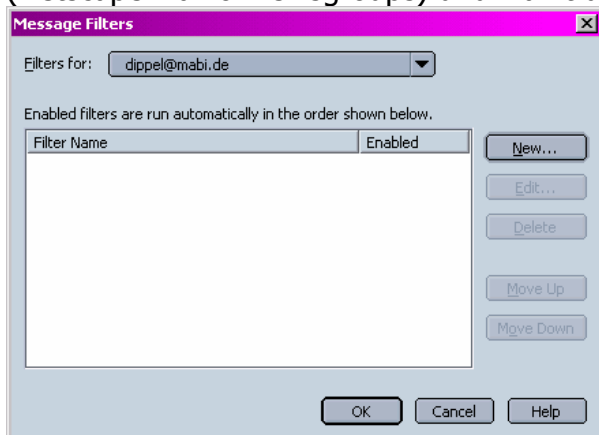 Message Filters
Filters for: dippel@mabi.de
Enabled filters are run automatically in the order shown below.
Filter Name Enabled
New...
Edit...
Delete
Move Up
Move Down
OK Cancel Help